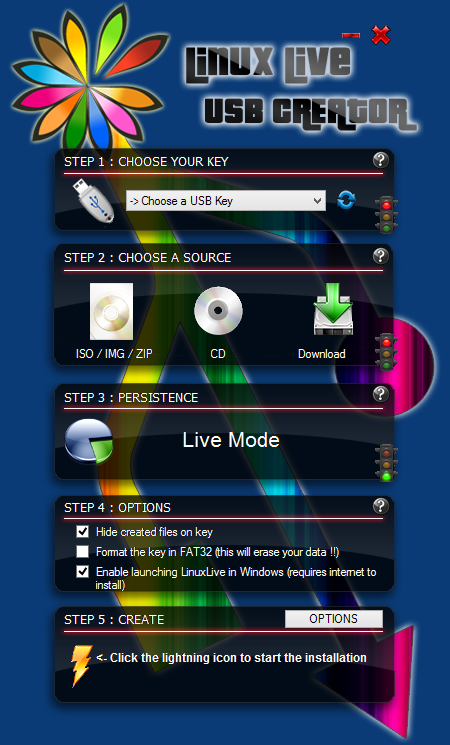 Linux Live
USB CREATOR
STEP 1 : CHOOSE YOUR KEY
?
-> Choose a USB Key
STEP 2 : CHOOSE A SOURCE
?
ISO / IMG / ZIP
CD
Download
STEP 3 : PERSISTENCE
?
Live Mode
STEP 4 : OPTIONS
?
Hide created files on key
Format the key in FAT32 (this will erase your data !!)
Enable launching LinuxLive in Windows (requires internet to
install)
STEP 5 : CREATE
OPTIONS
<- Click the lightning icon to start the installation